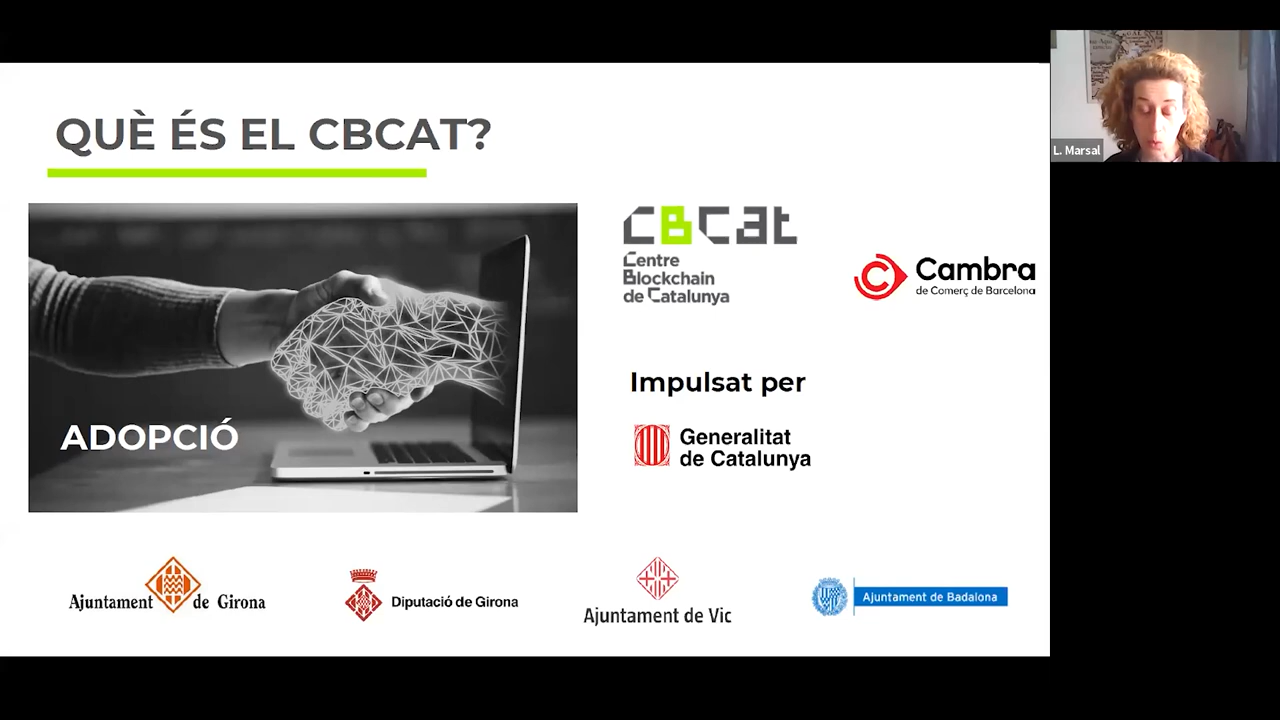 QUÈ ÉS EL CBCAT?
L. Marsal
CBCat
Centre
Blockchain
de Catalunya
Cambra
de Comerç de Barcelona
ADOPCIÓ
Impulsat per
Generalitat
de Catalunya
Ajuntament de Girona
Diputació de Girona
Ajuntament de Vic
Ajuntament de Badalona